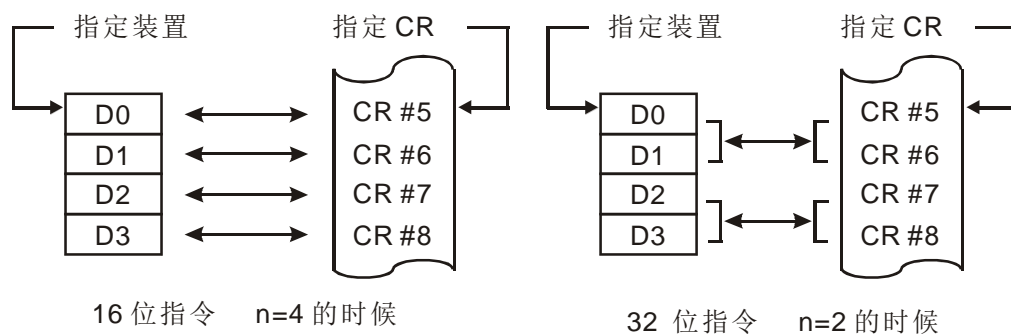 指定装置 指定 CR
D0 CR #5
D1 CR #6
D2 CR #7
D3 CR #8
16 位指令 n=4 的时候
指定装置 指定 CR
D0 CR #5
D1 CR #6
D2 CR #7
D3 CR #8
32 位指令 n=2 的时候